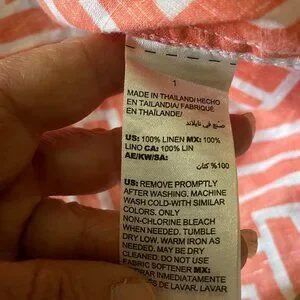 1
MADE IN THAILAND/ HECHO
EN TAILANDIA/ FABRIQUÉ
EN THAÏLANDE/
صنع في تايلاند
US: 100% LINEN MX: 100%
LINO CA: 100% LIN
AE/KW/SA:
100% كتان
US: REMOVE PROMPTLY
AFTER WASHING. MACHINE
WASH COLD-WITH SIMILAR
COLORS. ONLY
NON-CHLORINE BLEACH
WHEN NEEDED. TUMBLE
DRY LOW. WARM IRON AS
NEEDED. MAY BE DRY
CLEANED. DO NOT USE
FABRIC SOFTENER MX:
INMEDIATAMENTE
DE LAVAR. LAVAR